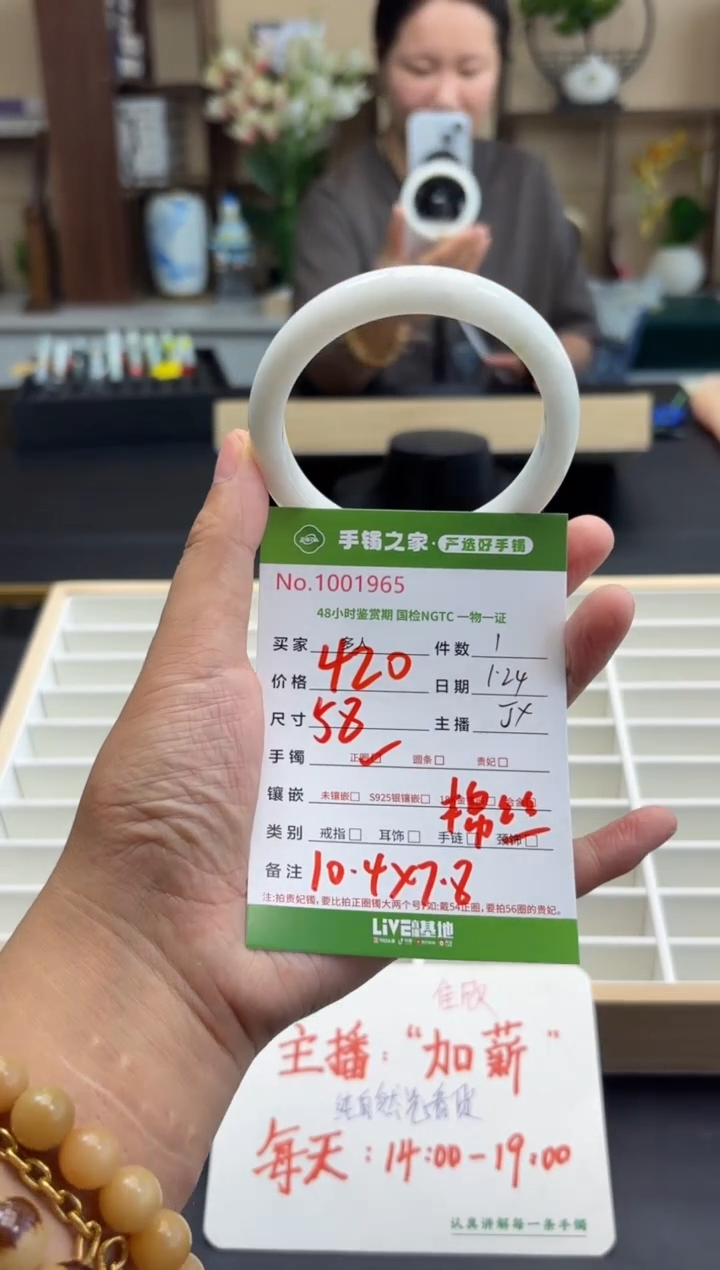 手镯之家·严选好手镯
No.1001965
48小时鉴赏期 国检NGTC 一物一证
买家 多人 件数 1
价格 420 日期 1·24
尺寸 58 主播 JX
手镯 正圈☑ 圆条□ 贵妃□
镶嵌 未镶嵌□ S925银镶嵌□
棉丝
类别 戒指□ 耳饰□ 手链□ 颈饰□
备注 10.4X7.8
注:拍贵妃镯,要比拍正圈镯大两个号,如:戴54正圈,要拍56圈的贵妃。
LiVE 基地
佳欣
主播:“加薪”
纯自然光看货
每天:14:00-19:00
认真讲解每一条手镯